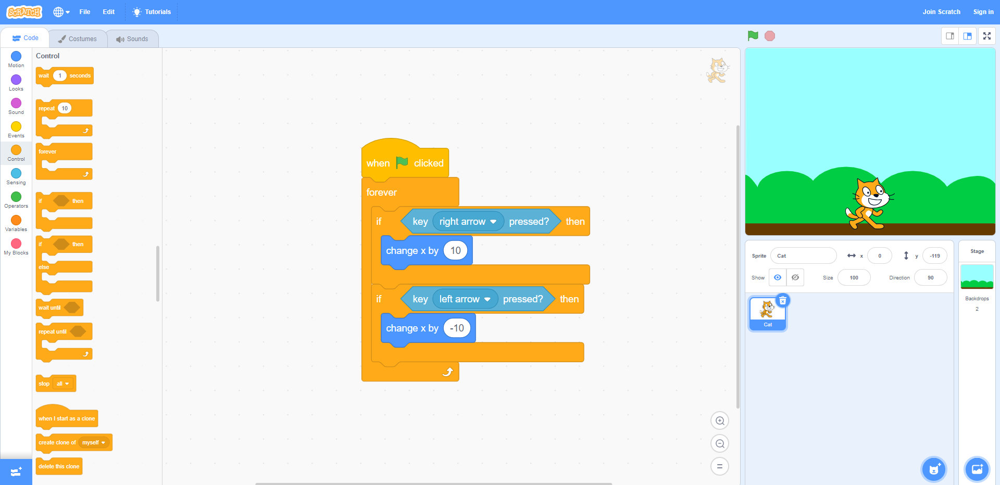 SCRATCH File Edit Tutorials Join Scratch Sign in
Code Costumes Sounds
Motion
Looks
Sound
Events
Control
Sensing
Operators
Variables
My Blocks
Control
wait 1 seconds
repeat 10
forever
if then
if then
else
wait until
repeat until
stop all
when I start as a clone
create clone of myself
delete this clone
when clicked
forever
if key right arrow pressed? then
change x by 10
if key left arrow pressed? then
change x by -10
Sprite Cat x 0 y -119
Show Size 100 Direction 90
Cat
Stage
Backdrops
2